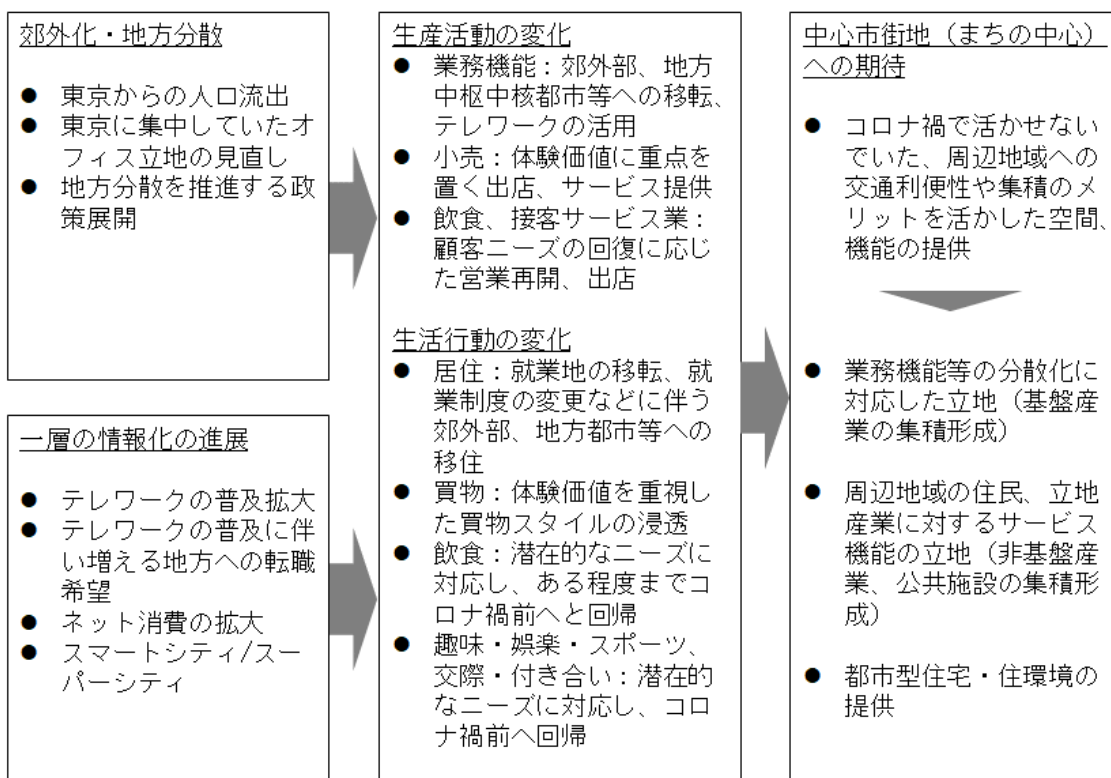 郊外化・地方分散
● 東京からの人口流出
● 東京に集中していたオ
フィス立地の見直し
● 地方分散を推進する政
策展開
一層の情報化の進展
● テレワークの普及拡大
● テレワークの普及に伴
い増える地方への転職
希望
● ネット消費の拡大
● スマートシティ/スー
パーシティ
生産活動の変化
● 業務機能：郊外部、地方
中枢中核都市等への移転、
テレワークの活用
● 小売：体験価値に重点を
置く出店、サービス提供
● 飲食、接客サービス業：
顧客ニーズの回復に応じ
た営業再開、出店
生活行動の変化
● 居住：就業地の移転、就
業制度の変更などに伴う
郊外部、地方都市等への
移住
● 買物：体験価値を重視し
た買物スタイルの浸透
● 飲食：潜在的なニーズに
対応し、ある程度までコ
ロナ禍前へと回帰
● 趣味・娯楽・スポーツ、
交際・付き合い：潜在的
なニーズに対応し、コロ
ナ禍前へ回帰
中心市街地（まちの中心）
への期待
● コロナ禍で活かせない
でいた、周辺地域への
交通利便性や集積のメ
リットを活かした空間、
機能の提供
● 業務機能等の分散化に
対応した立地（基盤産
業の集積形成）
● 周辺地域の住民、立地
産業に対するサービス
機能の立地（非基盤産
業、公共施設の集積形
成）
● 都市型住宅・住環境の
提供